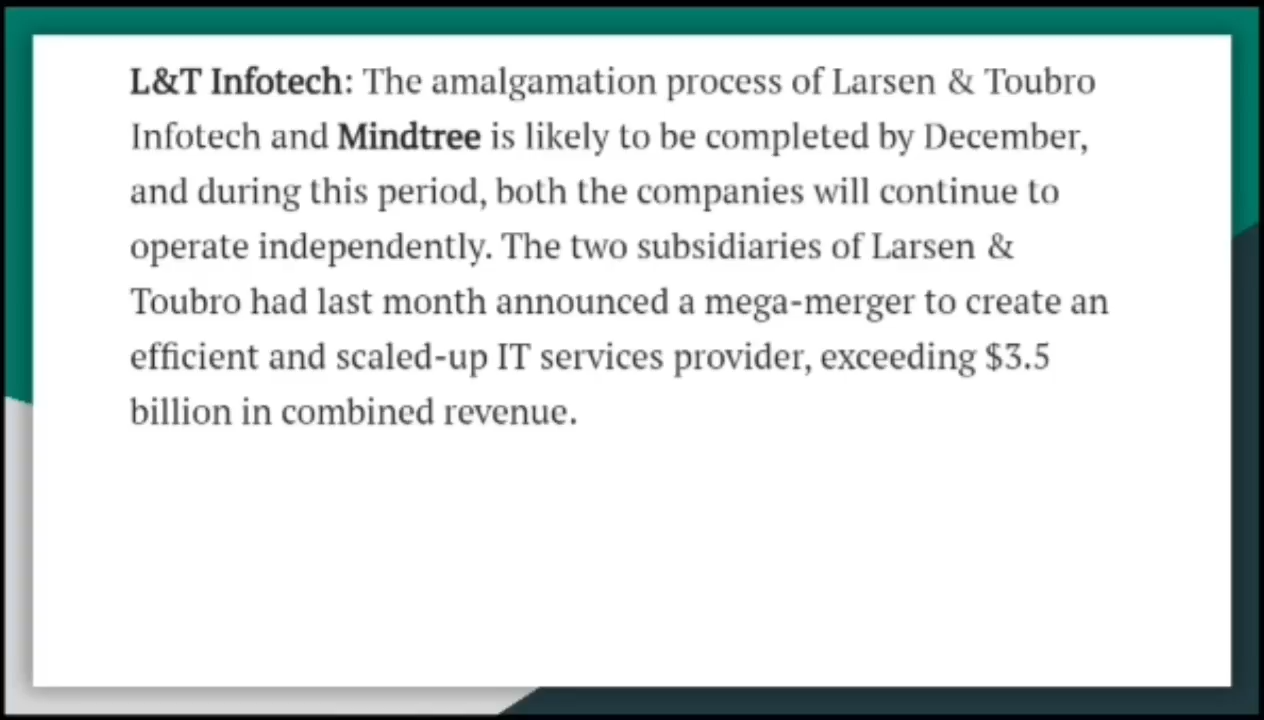 L&T Infotech: The amalgamation process of Larsen & Toubro
Infotech and Mindtree is likely to be completed by December,
and during this period, both the companies will continue to
operate independently. The two subsidiaries of Larsen &
Toubro had last month announced a mega-merger to create an
efficient and scaled-up IT services provider, exceeding $3.5
billion in combined revenue.